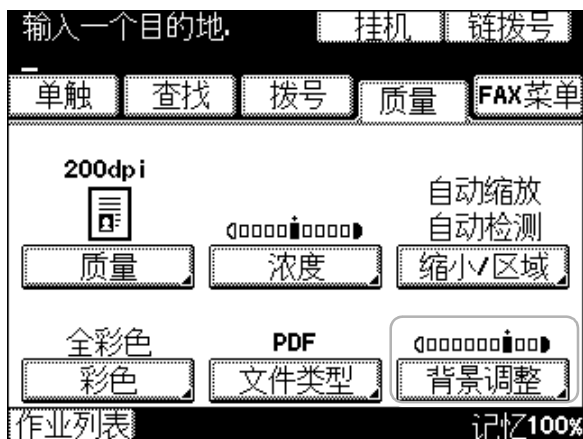 输入一个目的地. 挂机 链拨号
单触 查找 拨号 质量 FAX菜单
200dpi
自动缩放
自动检测
质量 浓度 缩小/区域
全彩色 PDF
彩色 文件类型 背景调整
作业列表 记忆100%